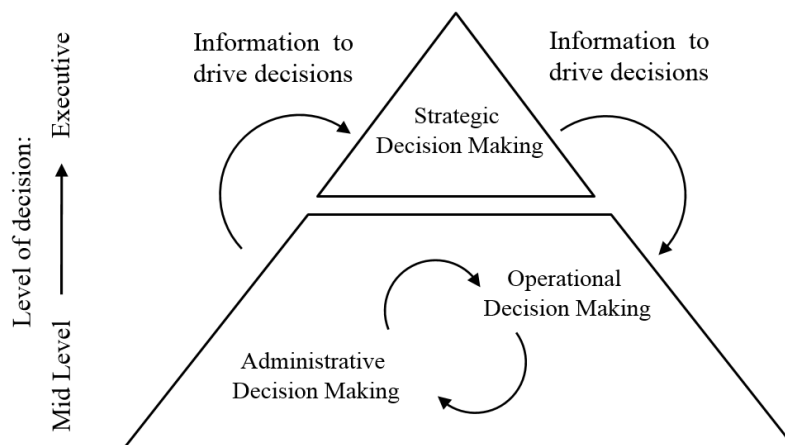 Information to
drive decisions
Information to
drive decisions
Strategic
Decision Making
Operational
Decision Making
Administrative
Decision Making
Level of decision:
Executive
Mid Level